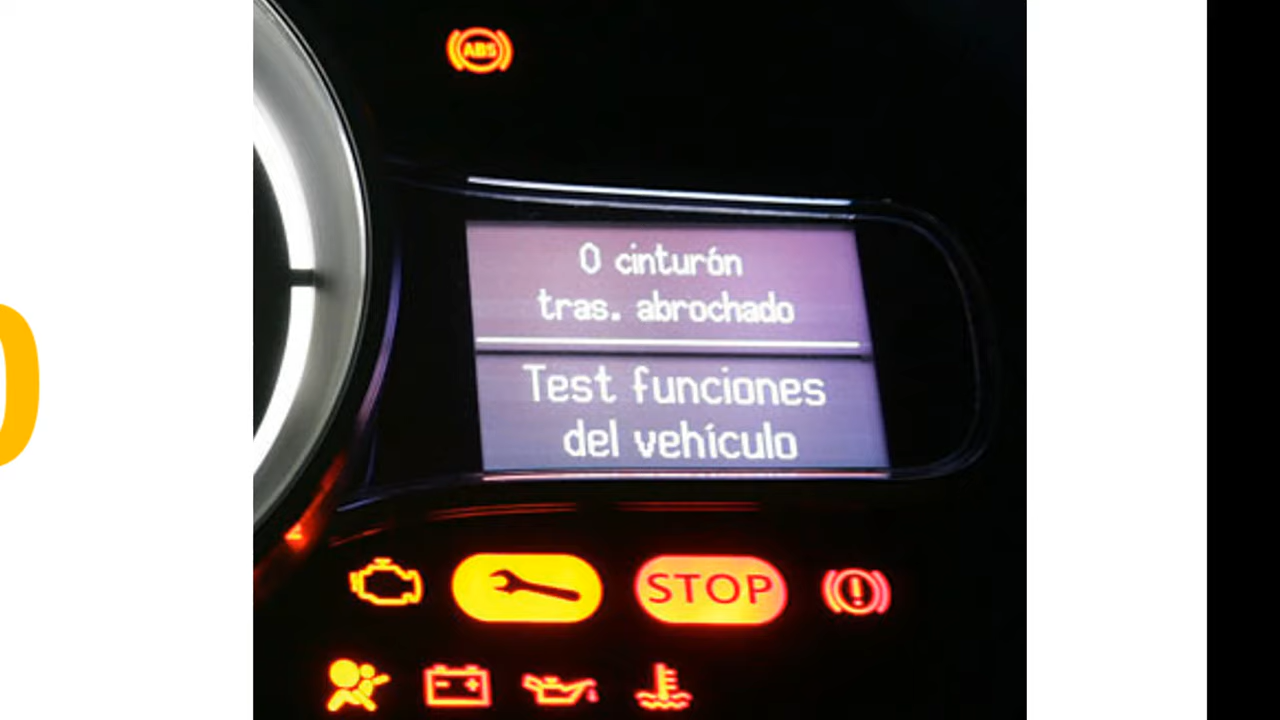 ABS
0 cinturón
tras. abrochado
Test funciones
del vehículo
STOP